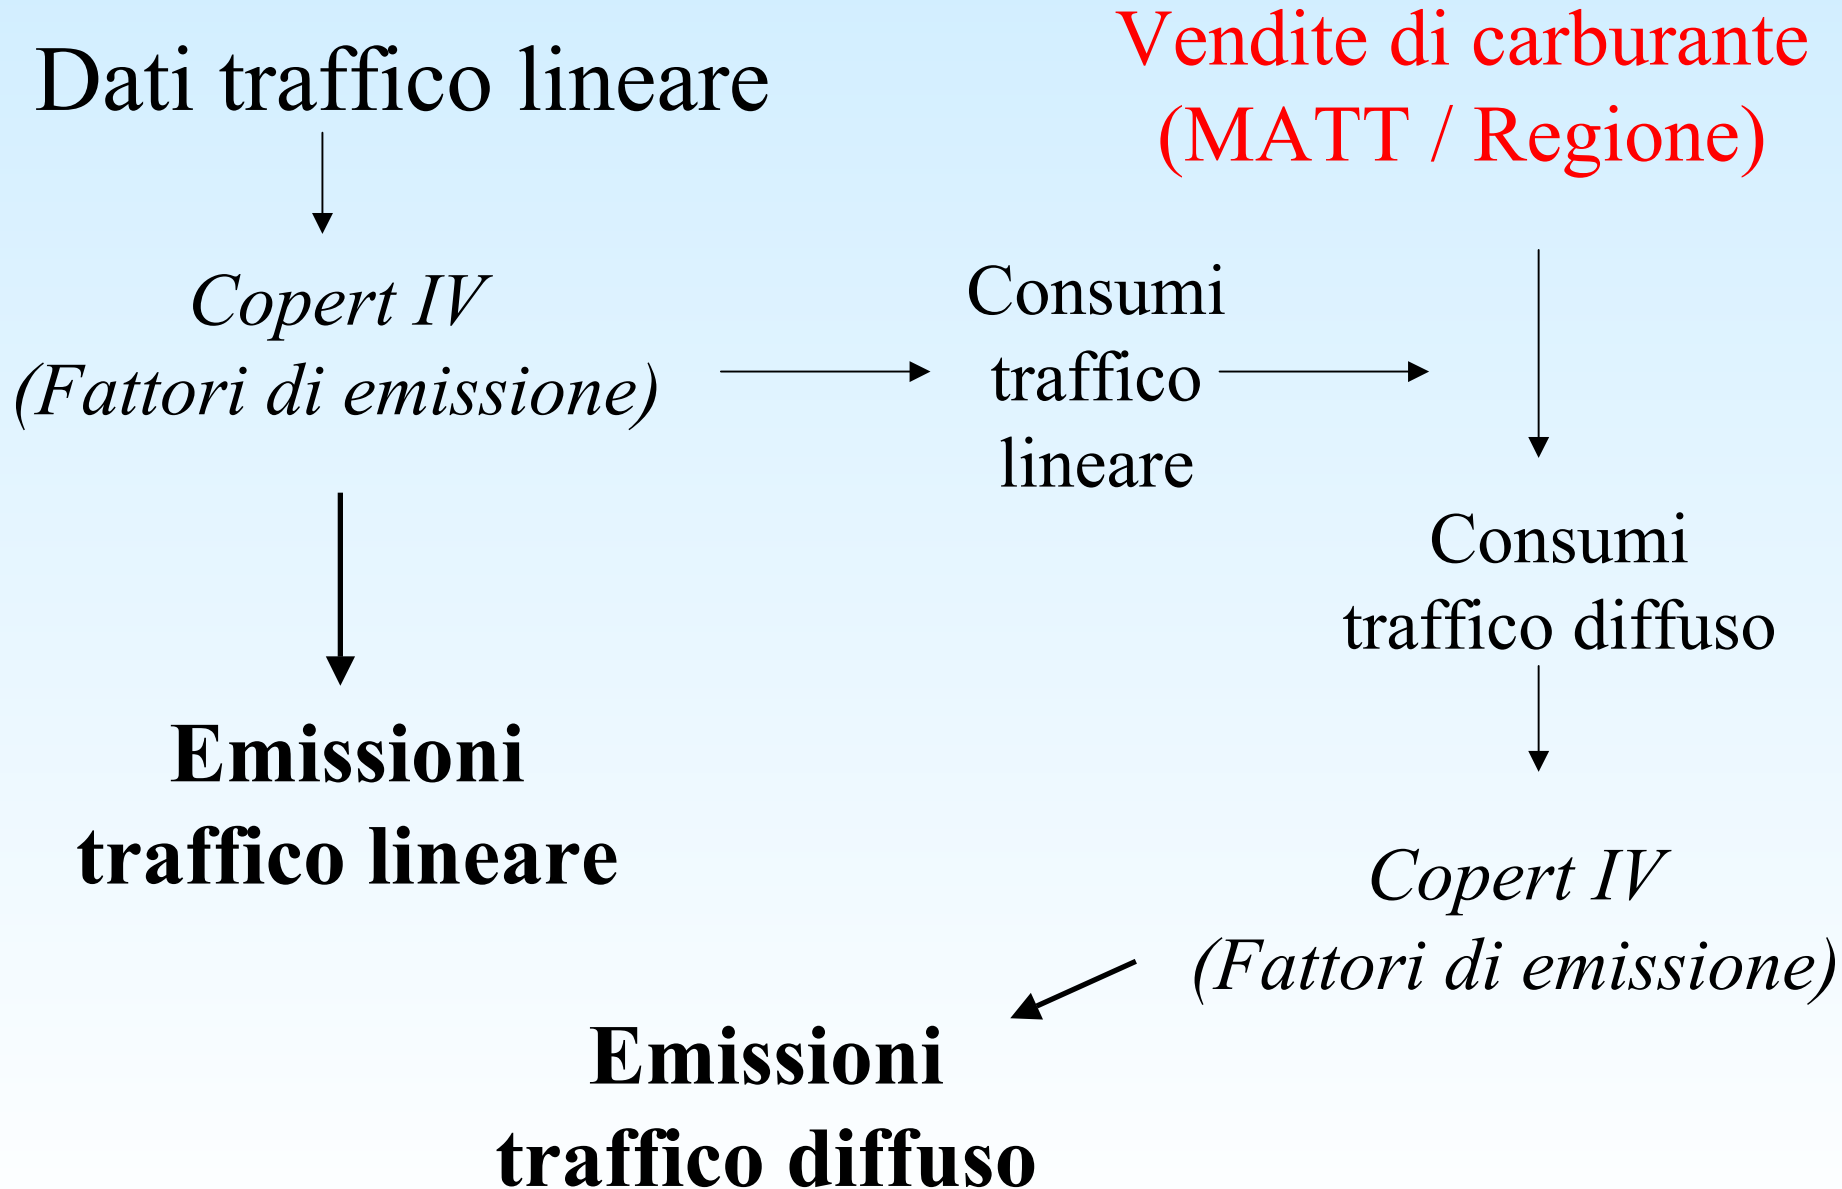 Dati traffico lineare
Vendite di carburante
(MATT / Regione)
Copert IV
(Fattori di emissione)
Consumi
traffico
lineare
Consumi
traffico diffuso
Emissioni
traffico lineare
Copert IV
(Fattori di emissione)
Emissioni
traffico diffuso